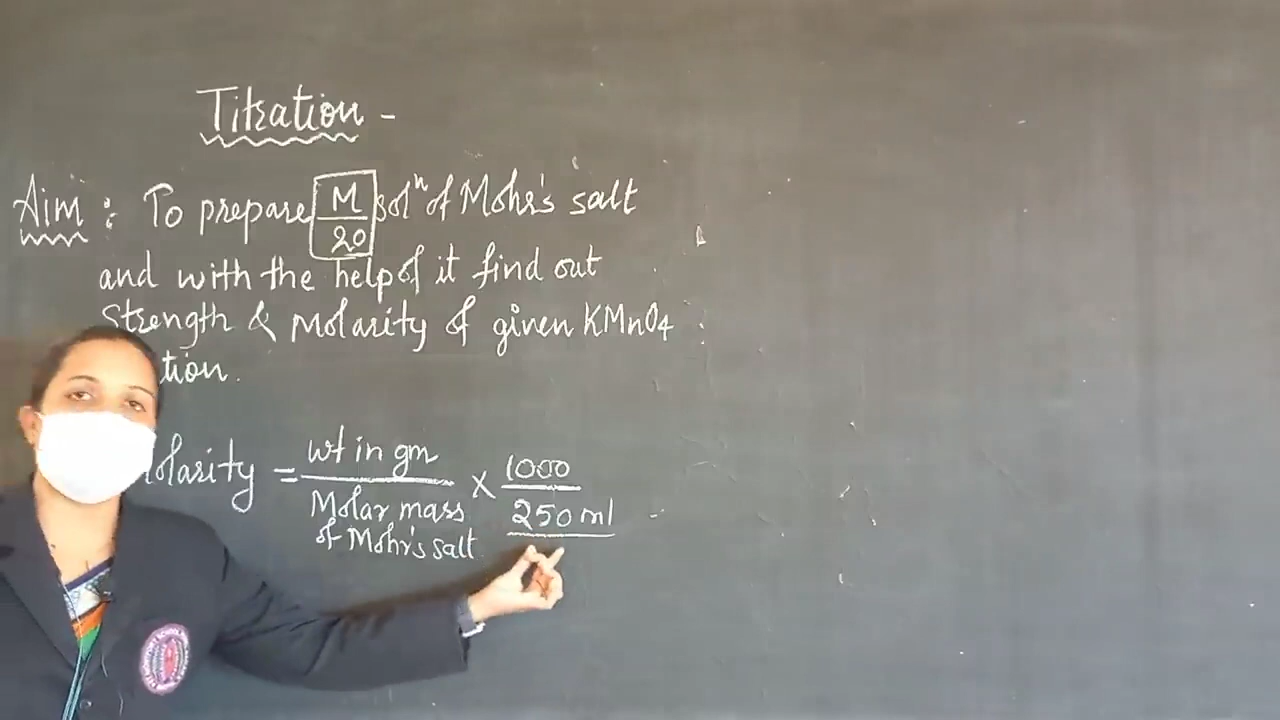 Titration -
Aim : To prepare M/20 solⁿ of Mohr's salt
and with the help of it find out
Strength & Molarity of given KMnO4
tion.
olarity = wt in gm / Molar mass of Mohr's salt × 1000 / 250 ml